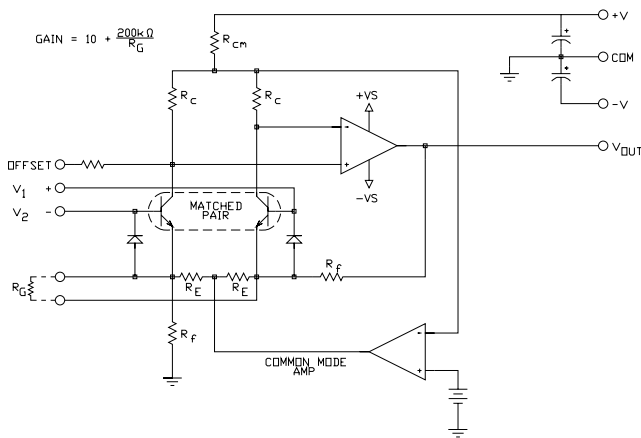 +V
GAIN = 10 + 200kΩ / R_G
R_cm
COM
R_C
R_C
+VS
-V
-
V_OUT
OFFSET
+
V_1 +
-VS
V_2 -
MATCHED PAIR
R_f
R_G
R_E
R_E
R_f
-
COMMON MODE
AMP
+
+
+